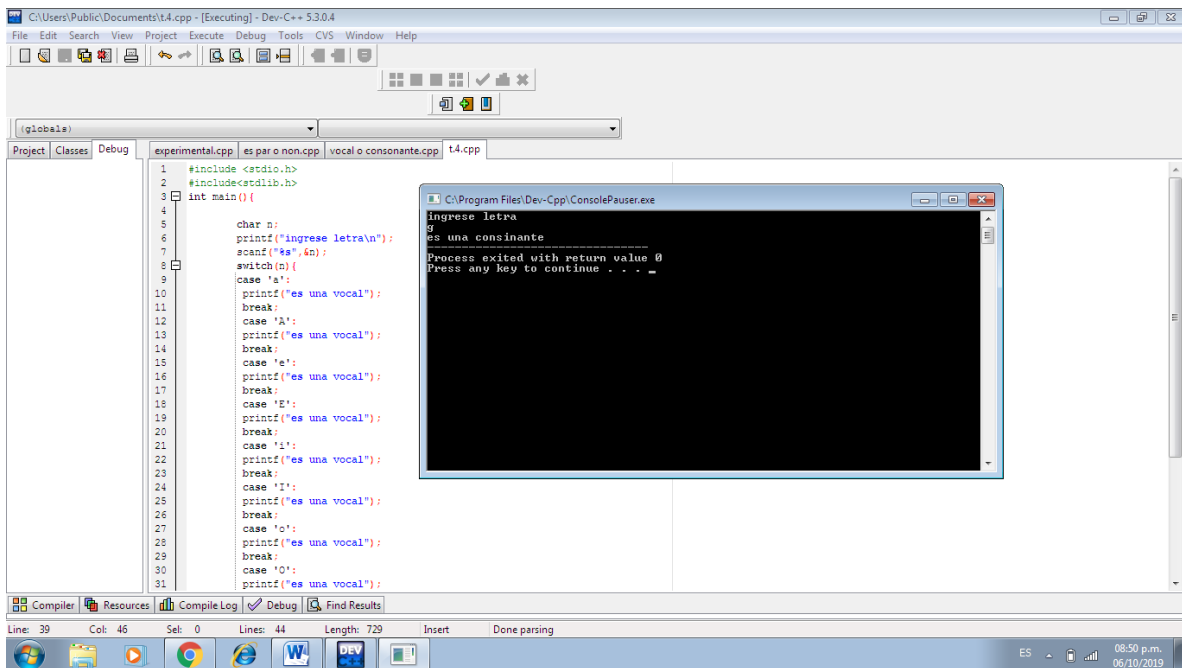 C:\Users\Public\Documents\t.4.cpp - [Executing] - Dev-C++ 5.3.0.4
File Edit Search View Project Execute Debug Tools CVS Window Help
(globals)
Project Classes Debug
experimental.cpp es par o non.cpp vocal o consonante.cpp t.4.cpp
1 #include <stdio.h>
2 #include<stdlib.h>
3 int main(){
4
5 char n;
6 printf("ingrese letra\n");
7 scanf("%s",&n);
8 switch(n){
9 case 'a':
10 printf("es una vocal");
11 break;
12 case 'A':
13 printf("es una vocal");
14 break;
15 case 'e':
16 printf("es una vocal");
17 break;
18 case 'E':
19 printf("es una vocal");
20 break;
21 case 'i':
22 printf("es una vocal");
23 break;
24 case 'I':
25 printf("es una vocal");
26 break;
27 case 'o':
28 printf("es una vocal");
29 break;
30 case 'O':
31 printf("es una vocal");
C:\Program Files\Dev-Cpp\ConsolePauser.exe
ingrese letra
g
es una consinante
--------------------------------
Process exited with return value 0
Press any key to continue . . . _
Compiler Resources Compile Log Debug Find Results
Line: 39 Col: 46 Sel: 0 Lines: 44 Length: 729 Insert Done parsing
W DEV
ES 08:50 p.m.
06/10/2019